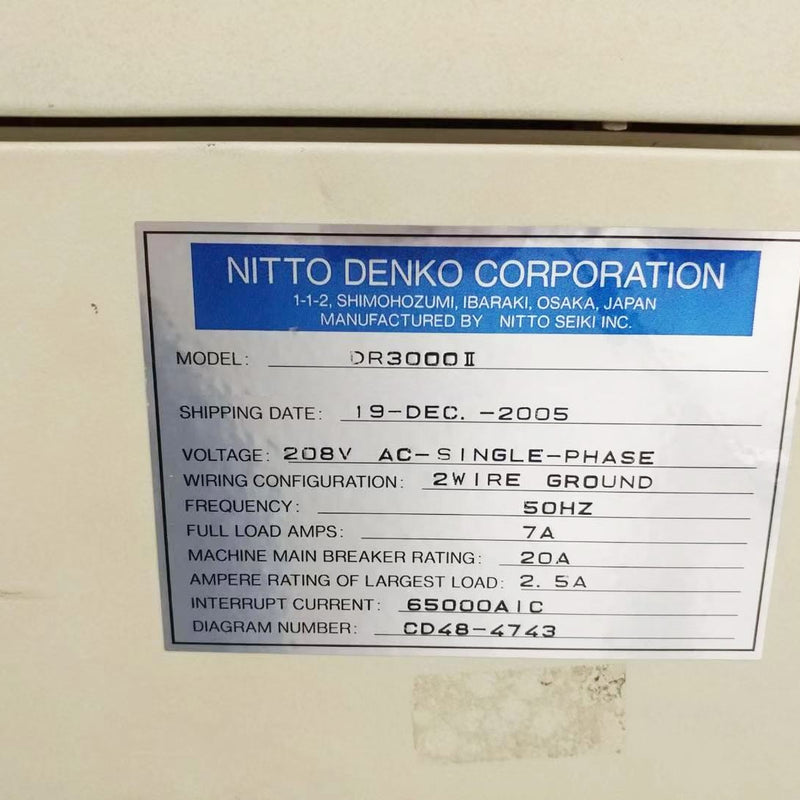 NITTO DENKO CORPORATION
1-1-2, SHIMOHOZUMI, IBARAKI, OSAKA, JAPAN
MANUFACTURED BY NITTO SEIKI INC.
MODEL: DR3000II
SHIPPING DATE: 19-DEC.-2005
VOLTAGE: 208V AC-SINGLE-PHASE
WIRING CONFIGURATION: 2WIRE GROUND
FREQUENCY: 50HZ
FULL LOAD AMPS: 7A
MACHINE MAIN BREAKER RATING: 20A
AMPERE RATING OF LARGEST LOAD: 2.5A
INTERRUPT CURRENT: 65000AIC
DIAGRAM NUMBER: CD48-4743